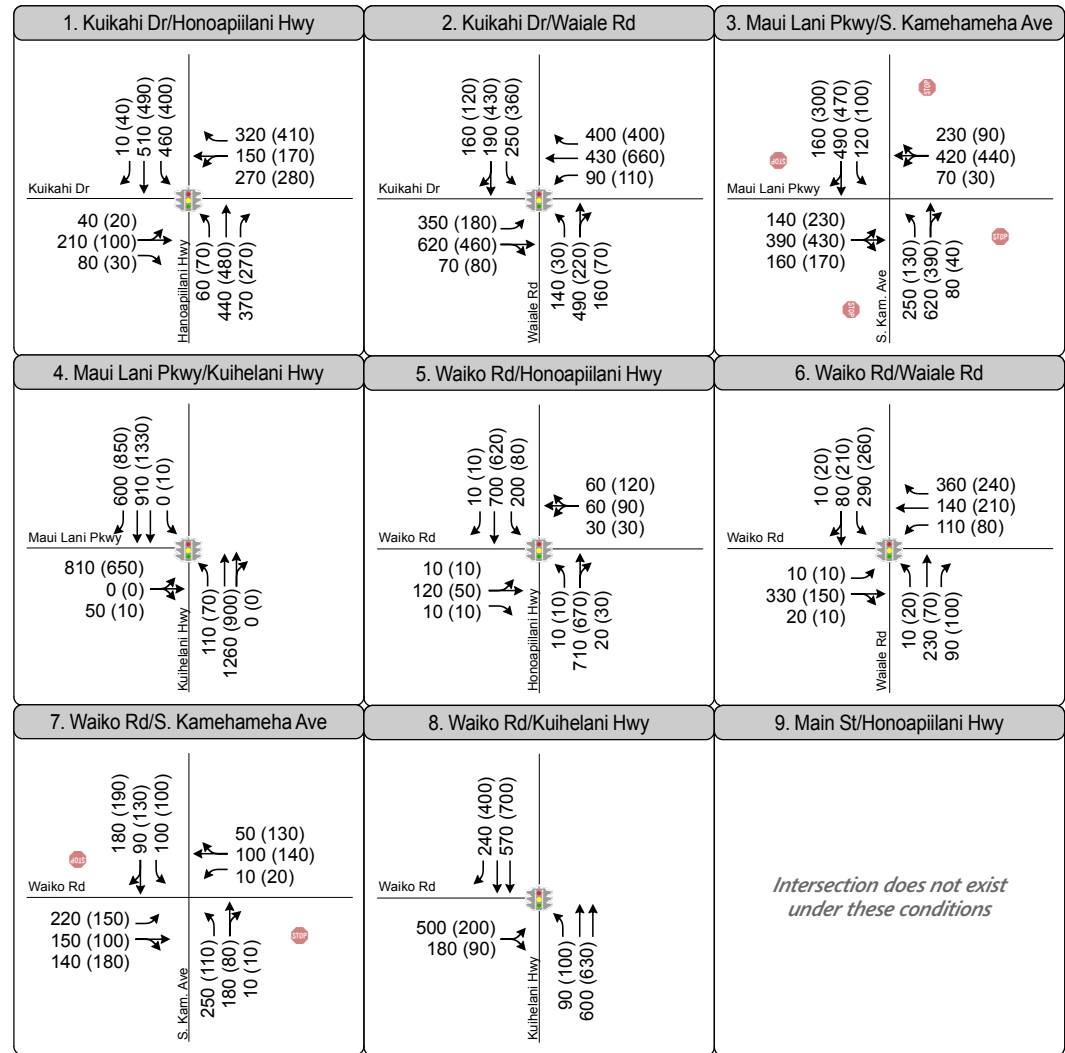 1. Kuikahi Dr/Honoapiilani Hwy
10 (40)
510 (490)
460 (400)
320 (410)
150 (170)
270 (280)
Kuikahi Dr
40 (20)
210 (100)
80 (30)
Hanoapiilani Hwy
60 (70)
440 (480)
370 (270)
2. Kuikahi Dr/Waiale Rd
160 (120)
190 (430)
250 (360)
400 (400)
430 (660)
90 (110)
Kuikahi Dr
350 (180)
620 (460)
70 (80)
Waiale Rd
140 (30)
490 (220)
160 (70)
3. Maui Lani Pkwy/S. Kamehameha Ave
STOP
160 (300)
490 (470)
120 (100)
230 (90)
420 (440)
70 (30)
STOP
Maui Lani Pkwy
140 (230)
390 (430)
160 (170)
STOP
STOP
S. Kam. Ave
250 (130)
620 (390)
80 (40)
4. Maui Lani Pkwy/Kuihelani Hwy
600 (850)
910 (1330)
0 (10)
Maui Lani Pkwy
810 (650)
0 (0)
50 (10)
Kuihelani Hwy
110 (70)
1260 (900)
0 (0)
5. Waiko Rd/Honoapiilani Hwy
10 (10)
700 (620)
200 (80)
60 (120)
60 (90)
30 (30)
Waiko Rd
10 (10)
120 (50)
10 (10)
Honoapiilani Hwy
10 (10)
710 (670)
20 (30)
6. Waiko Rd/Waiale Rd
10 (20)
80 (210)
290 (260)
360 (240)
140 (210)
110 (80)
Waiko Rd
10 (10)
330 (150)
20 (10)
Waiale Rd
10 (20)
230 (70)
90 (100)
7. Waiko Rd/S. Kamehameha Ave
180 (190)
90 (130)
100 (100)
50 (130)
100 (140)
10 (20)
STOP
Waiko Rd
220 (150)
150 (100)
140 (180)
STOP
S. Kam. Ave
250 (110)
180 (80)
10 (10)
8. Waiko Rd/Kuihelani Hwy
240 (400)
570 (700)
Waiko Rd
500 (200)
180 (90)
Kuihelani Hwy
90 (100)
600 (630)
9. Main St/Honoapiilani Hwy
Intersection does not exist
under these conditions